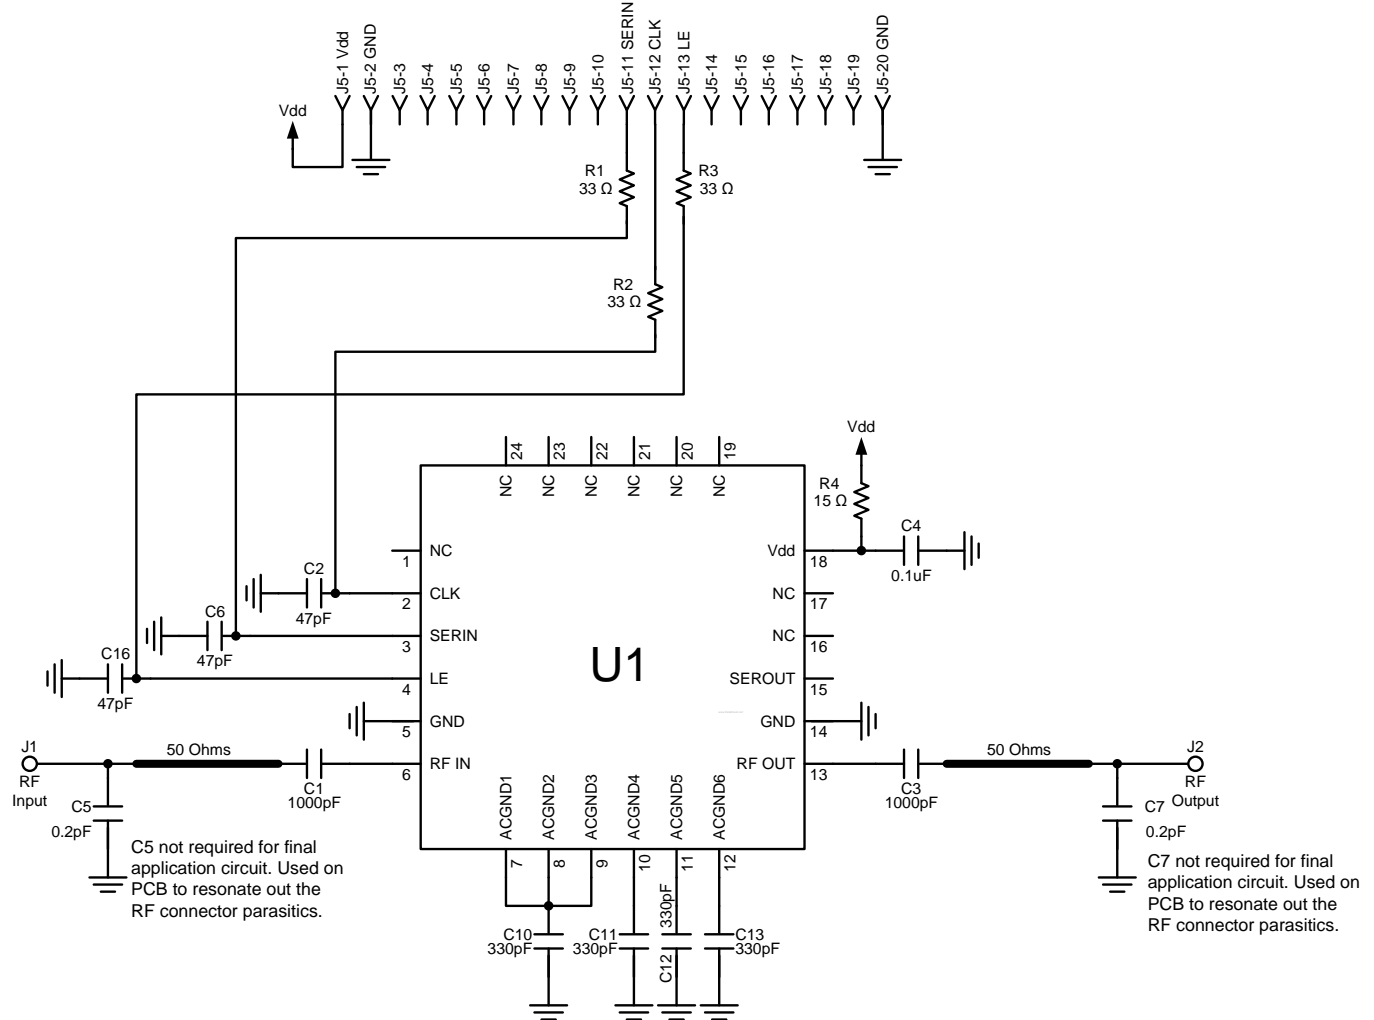 J5-1 Vdd
J5-2 GND
J5-3
J5-4
J5-5
J5-6
J5-7
J5-8
J5-9
J5-10
J5-11 SERIN
J5-12 CLK
J5-13 LE
J5-14
J5-15
J5-16
J5-17
J5-18
J5-19
J5-20 GND
Vdd
R1
33 Ω
R3
33 Ω
R2
33 Ω
Vdd
R4
15 Ω
C4
0.1uF
24
23
22
21
20
19
NC
NC
NC
NC
NC
NC
NC
1
CLK
2
SERIN
3
LE
4
GND
5
RF IN
6
Vdd
18
NC
17
NC
16
SEROUT
15
GND
14
RF OUT
13
U1
C2
47pF
C6
47pF
C16
47pF
J1
RF
Input
50 Ohms
C1
1000pF
C5
0.2pF
C5 not required for final
application circuit. Used on
PCB to resonate out the
RF connector parasitics.
ACGND1
ACGND2
ACGND3
ACGND4
ACGND5
ACGND6
7
8
9
10
11
12
C10
330pF
C11
330pF
330pF
C12
C13
330pF
C3
1000pF
50 Ohms
J2
RF
Output
C7
0.2pF
C7 not required for final
application circuit. Used on
PCB to resonate out the
RF connector parasitics.